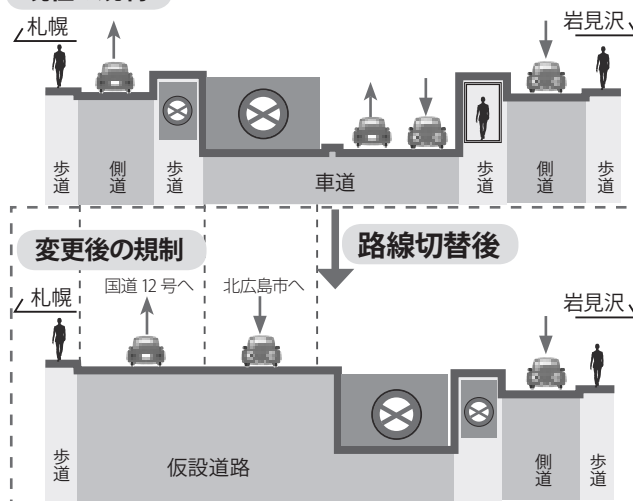 札幌
岩見沢
歩道
側道
歩道
車道
歩道
側道
歩道
変更後の規制
路線切替後
国道12号へ
北広島市へ
札幌
岩見沢
歩道
仮設道路
側道
歩道